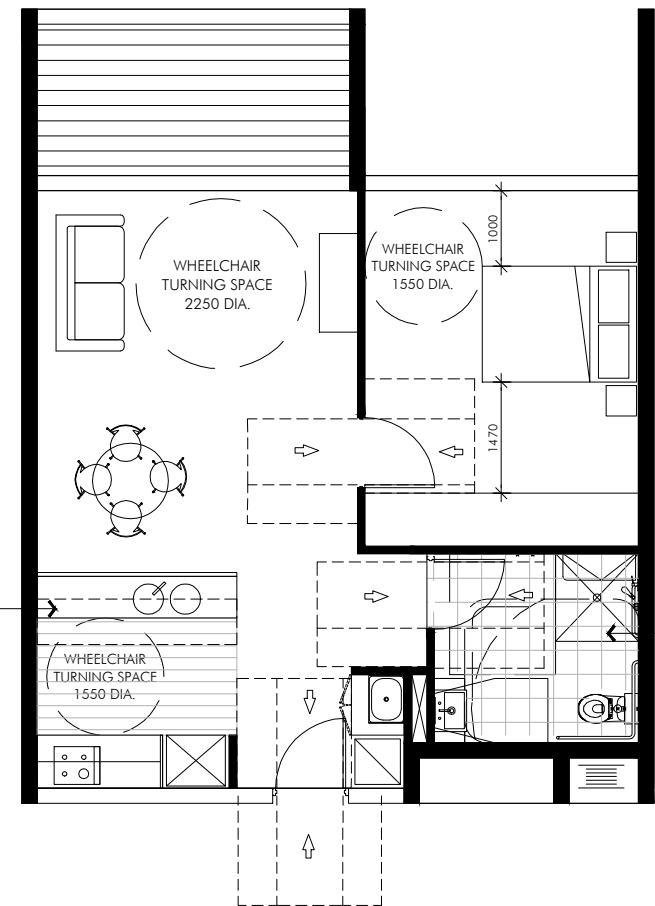 WHEELCHAIR
TURNING SPACE
2250 DIA.
WHEELCHAIR
TURNING SPACE
1550 DIA.
1000
1470
WHEELCHAIR
TURNING SPACE
1550 DIA.